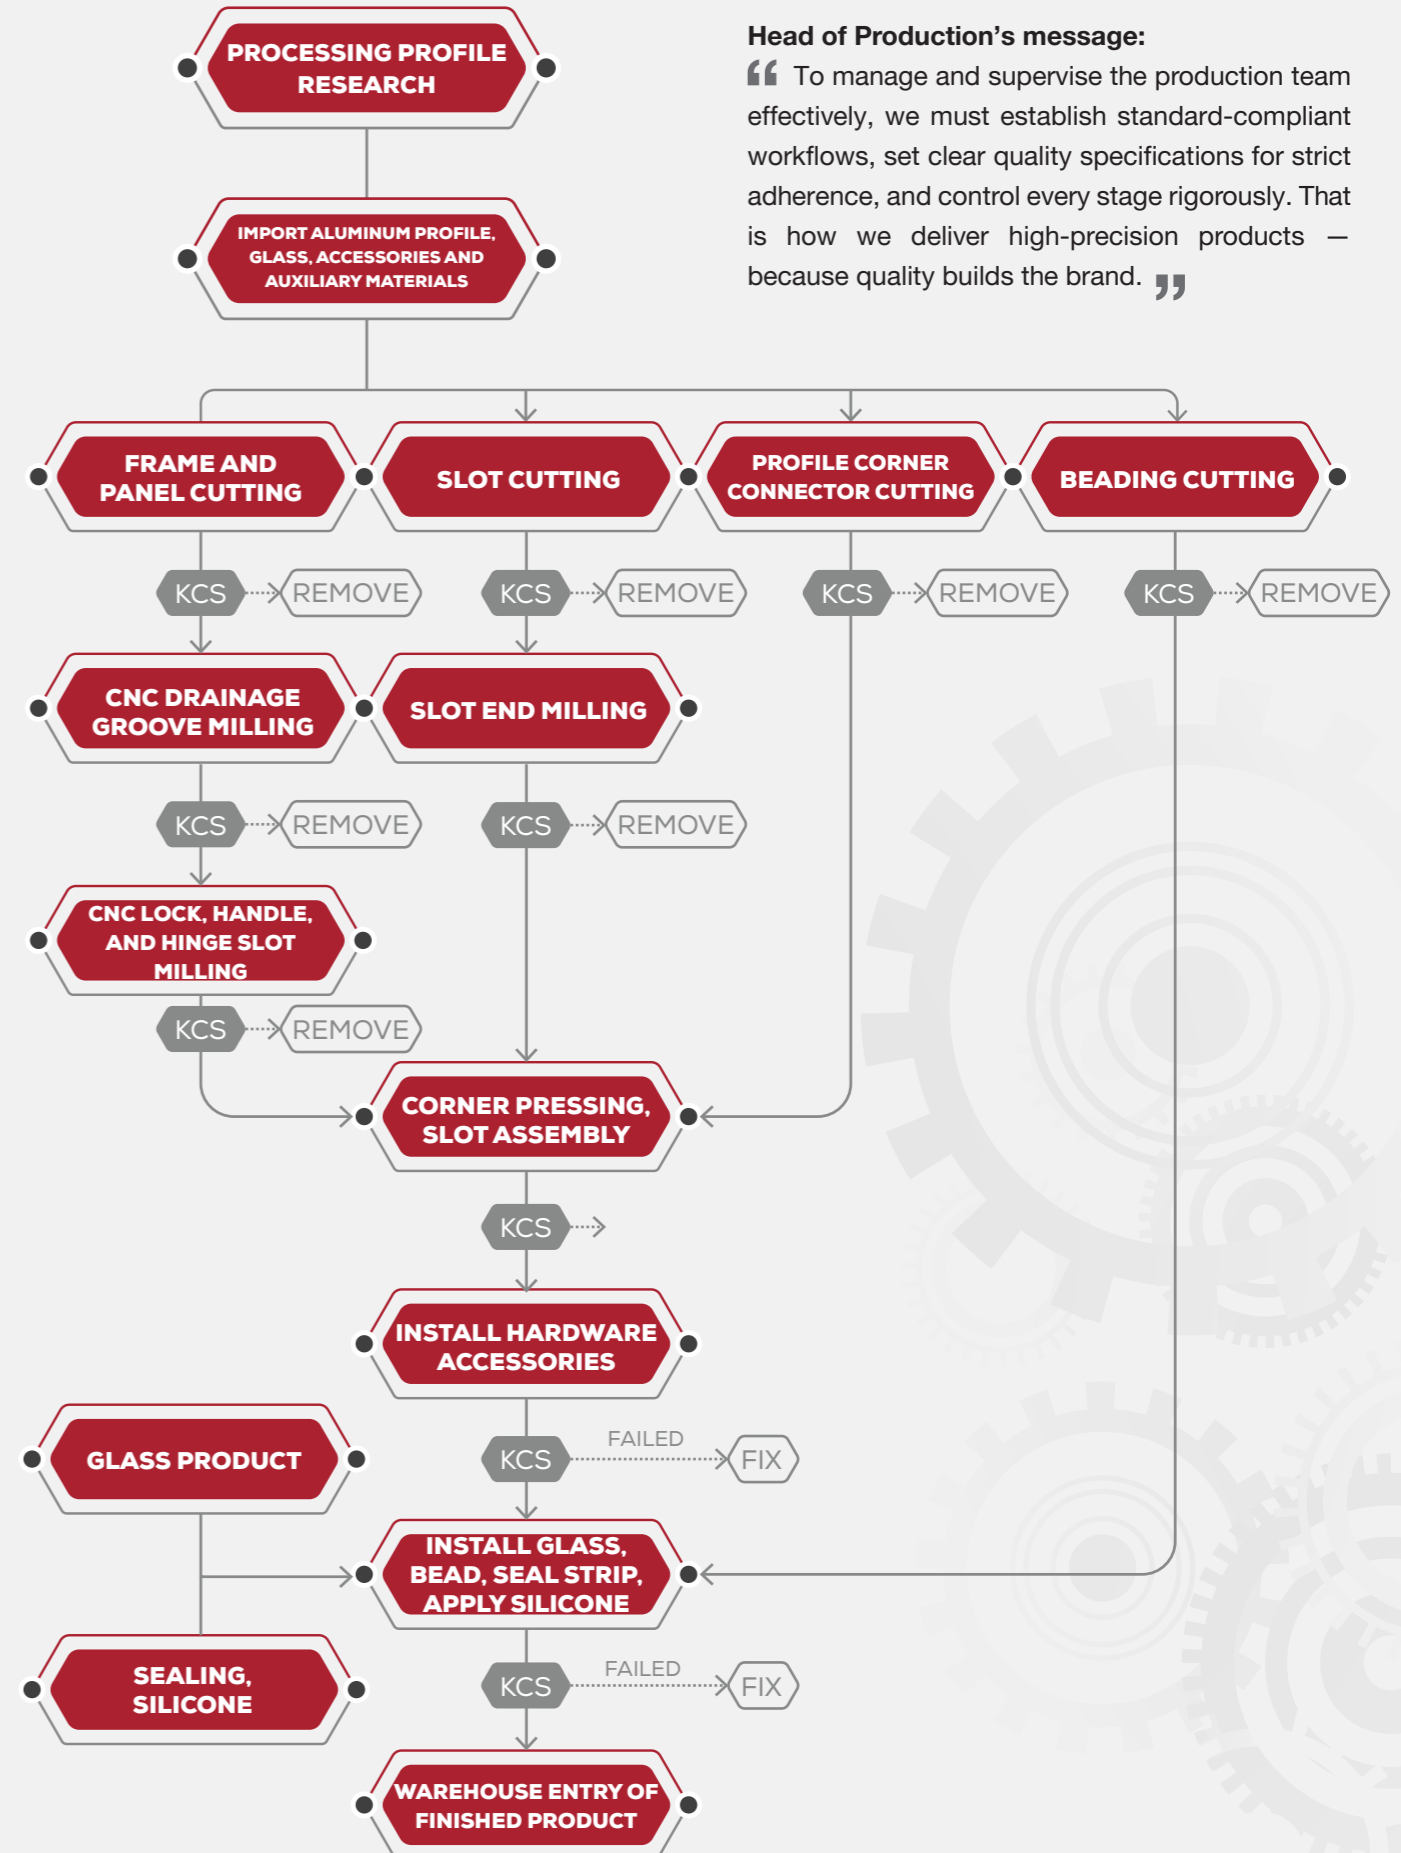 PROCESSING PROFILE
RESEARCH
Head of Production’s message:
“ To manage and supervise the production team
effectively, we must establish standard-compliant
workflows, set clear quality specifications for strict
adherence, and control every stage rigorously. That
is how we deliver high-precision products —
because quality builds the brand. ”
IMPORT ALUMINUM PROFILE,
GLASS, ACCESSORIES AND
AUXILIARY MATERIALS
FRAME AND
PANEL CUTTING
SLOT CUTTING
PROFILE CORNER
CONNECTOR CUTTING
BEADING CUTTING
KCS
REMOVE
KCS
REMOVE
KCS
REMOVE
KCS
REMOVE
CNC DRAINAGE
GROOVE MILLING
SLOT END MILLING
KCS
REMOVE
KCS
REMOVE
CNC LOCK, HANDLE,
AND HINGE SLOT
MILLING
KCS
REMOVE
CORNER PRESSING,
SLOT ASSEMBLY
KCS
INSTALL HARDWARE
ACCESSORIES
GLASS PRODUCT
KCS
FAILED
FIX
INSTALL GLASS,
BEAD, SEAL STRIP,
APPLY SILICONE
SEALING,
SILICONE
KCS
FAILED
FIX
WAREHOUSE ENTRY OF
FINISHED PRODUCT